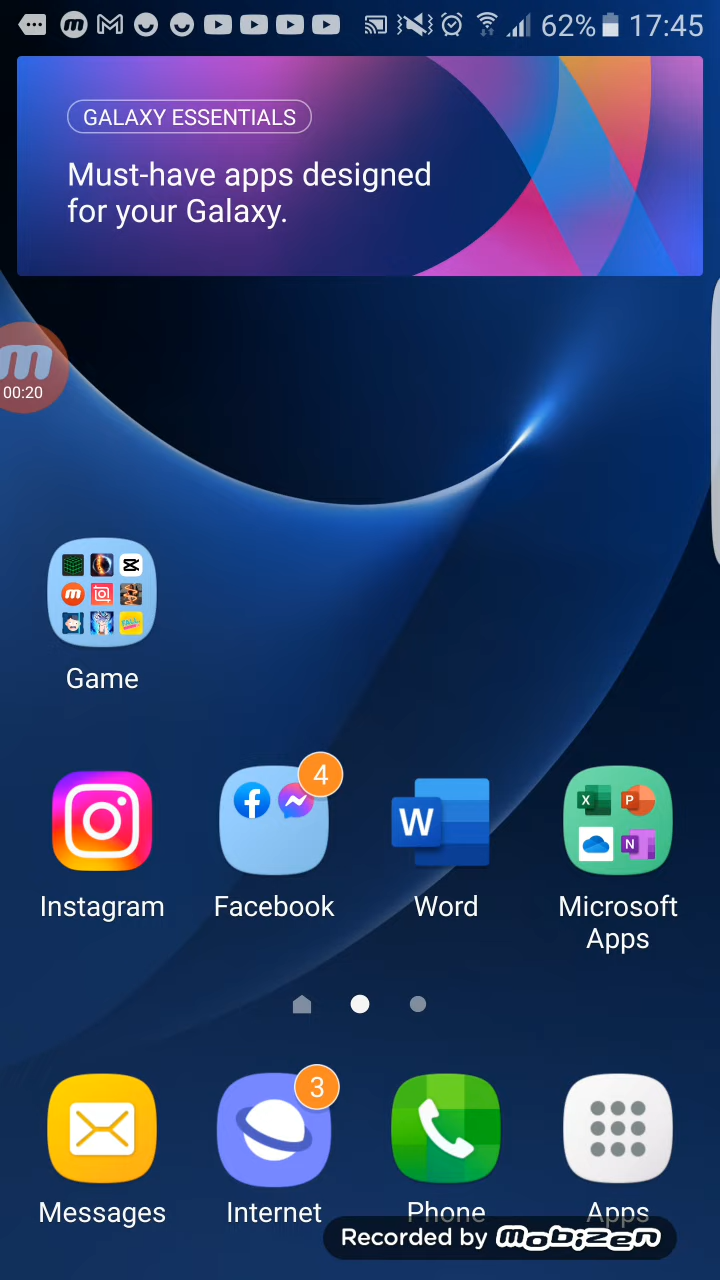 62% 17:45
GALAXY ESSENTIALS
Must-have apps designed
for your Galaxy.
00:20
Game
4
Instagram
Facebook
Word
Microsoft
Apps
3
Messages
Internet
Phone
Apps
Recorded by mobizen